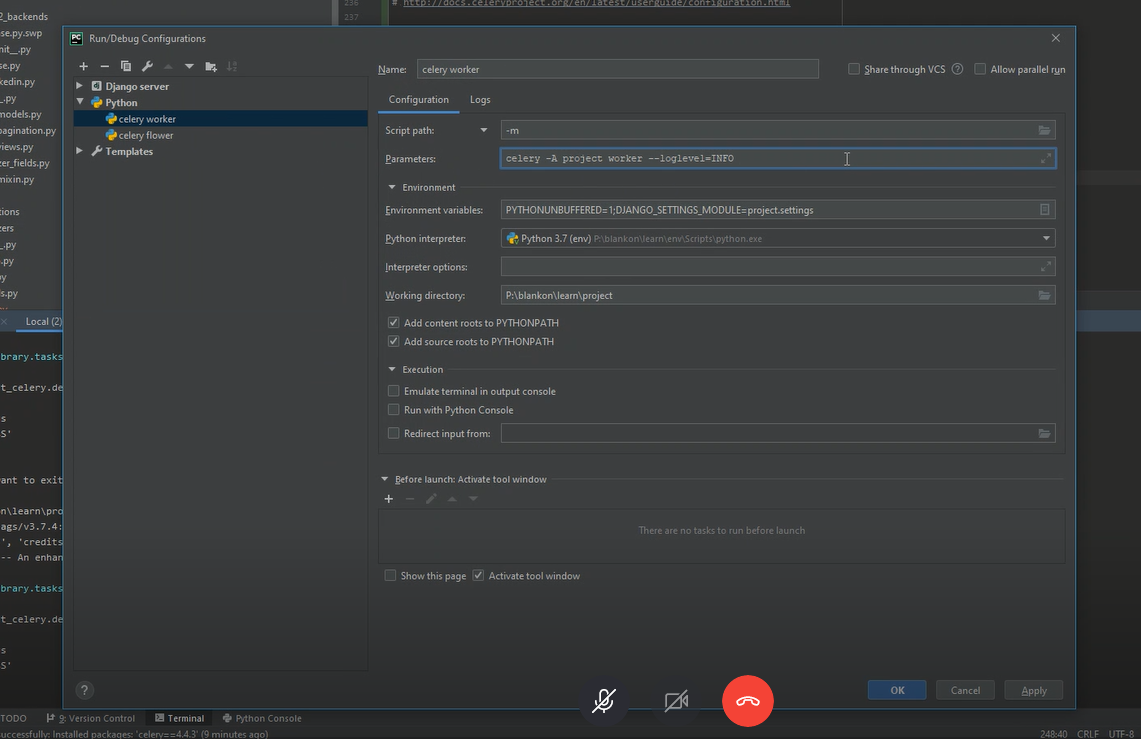 236
# http://docs.celeryproject.org/en/latest/userguide/configuration.html
237
2_backends
se.py.swp
nit__.py
se.py
kedin.py
_.py
models.py
pagination.py
views.py
zer_fields.py
mixin.py
tions
zers
_.py
.py
y
s.py
Local (2)
brary.tasks
t_celery.de
s
S'
ant to exit
n\learn\pro
ags/v3.7.4:
', 'credits
-- An enhan
brary.tasks
t_celery.de
s
S'
PC Run/Debug Configurations
Django server
Python
celery worker
celery flower
Templates
Name: celery worker
Share through VCS ?
Allow parallel run
Configuration Logs
Script path: -m
Parameters: celery -A project worker --loglevel=INFO
Environment
Environment variables: PYTHONUNBUFFERED=1;DJANGO_SETTINGS_MODULE=project.settings
Python interpreter: Python 3.7 (env) P:\blankon\learn\env\Scripts\python.exe
Interpreter options:
Working directory: P:\blankon\learn\project
Add content roots to PYTHONPATH
Add source roots to PYTHONPATH
Execution
Emulate terminal in output console
Run with Python Console
Redirect input from:
Before launch: Activate tool window
There are no tasks to run before launch
Show this page Activate tool window
?
OK Cancel Apply
TODO 9: Version Control Terminal Python Console
successfully: Installed packages: 'celery==4.4.3' (9 minutes ago)
248:40 CRLF UTF-8